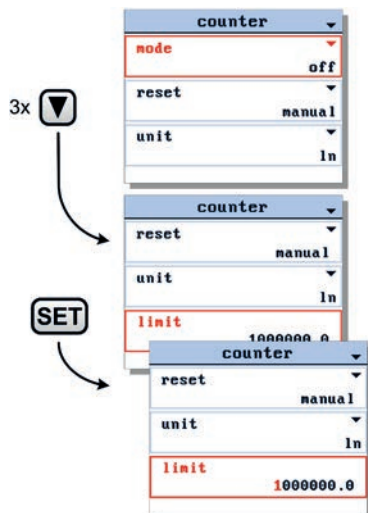 counter
mode
off
reset
manual
unit
ln
3x
counter
reset
manual
unit
ln
limit
1000000.0
SET
counter
reset
manual
unit
ln
limit
1000000.0